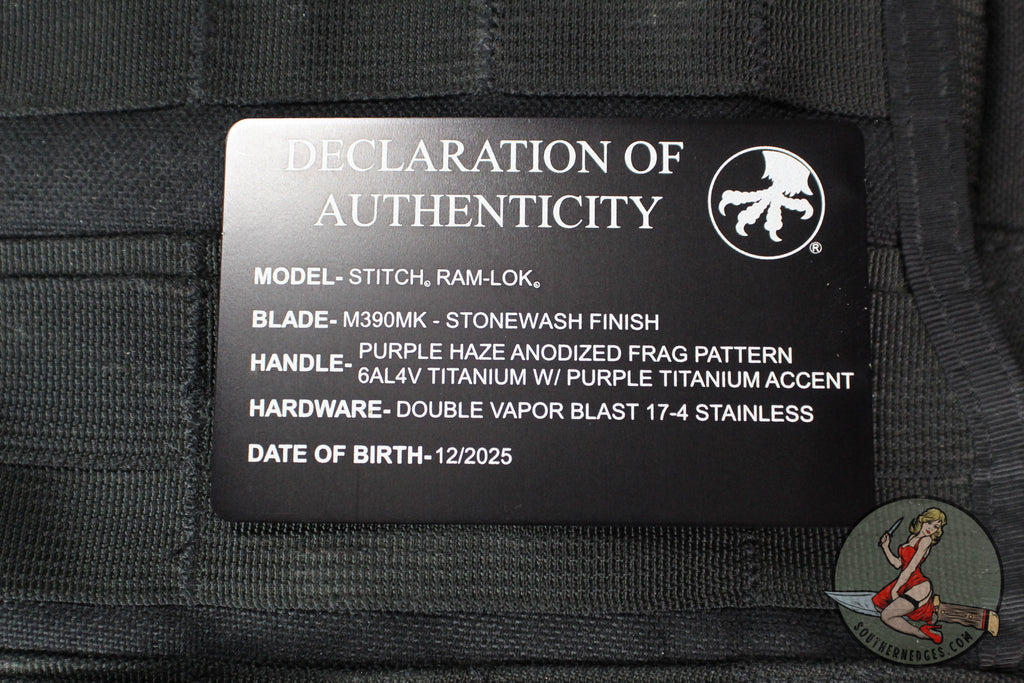 DECLARATION OF
AUTHENTICITY
®
MODEL- STITCH® RAM-LOK®
BLADE- M390MK - STONEWASH FINISH
HANDLE- PURPLE HAZE ANODIZED FRAG PATTERN
6AL4V TITANIUM W/ PURPLE TITANIUM ACCENT
HARDWARE- DOUBLE VAPOR BLAST 17-4 STAINLESS
DATE OF BIRTH- 12/2025
SOUTHERNEDGES.COM